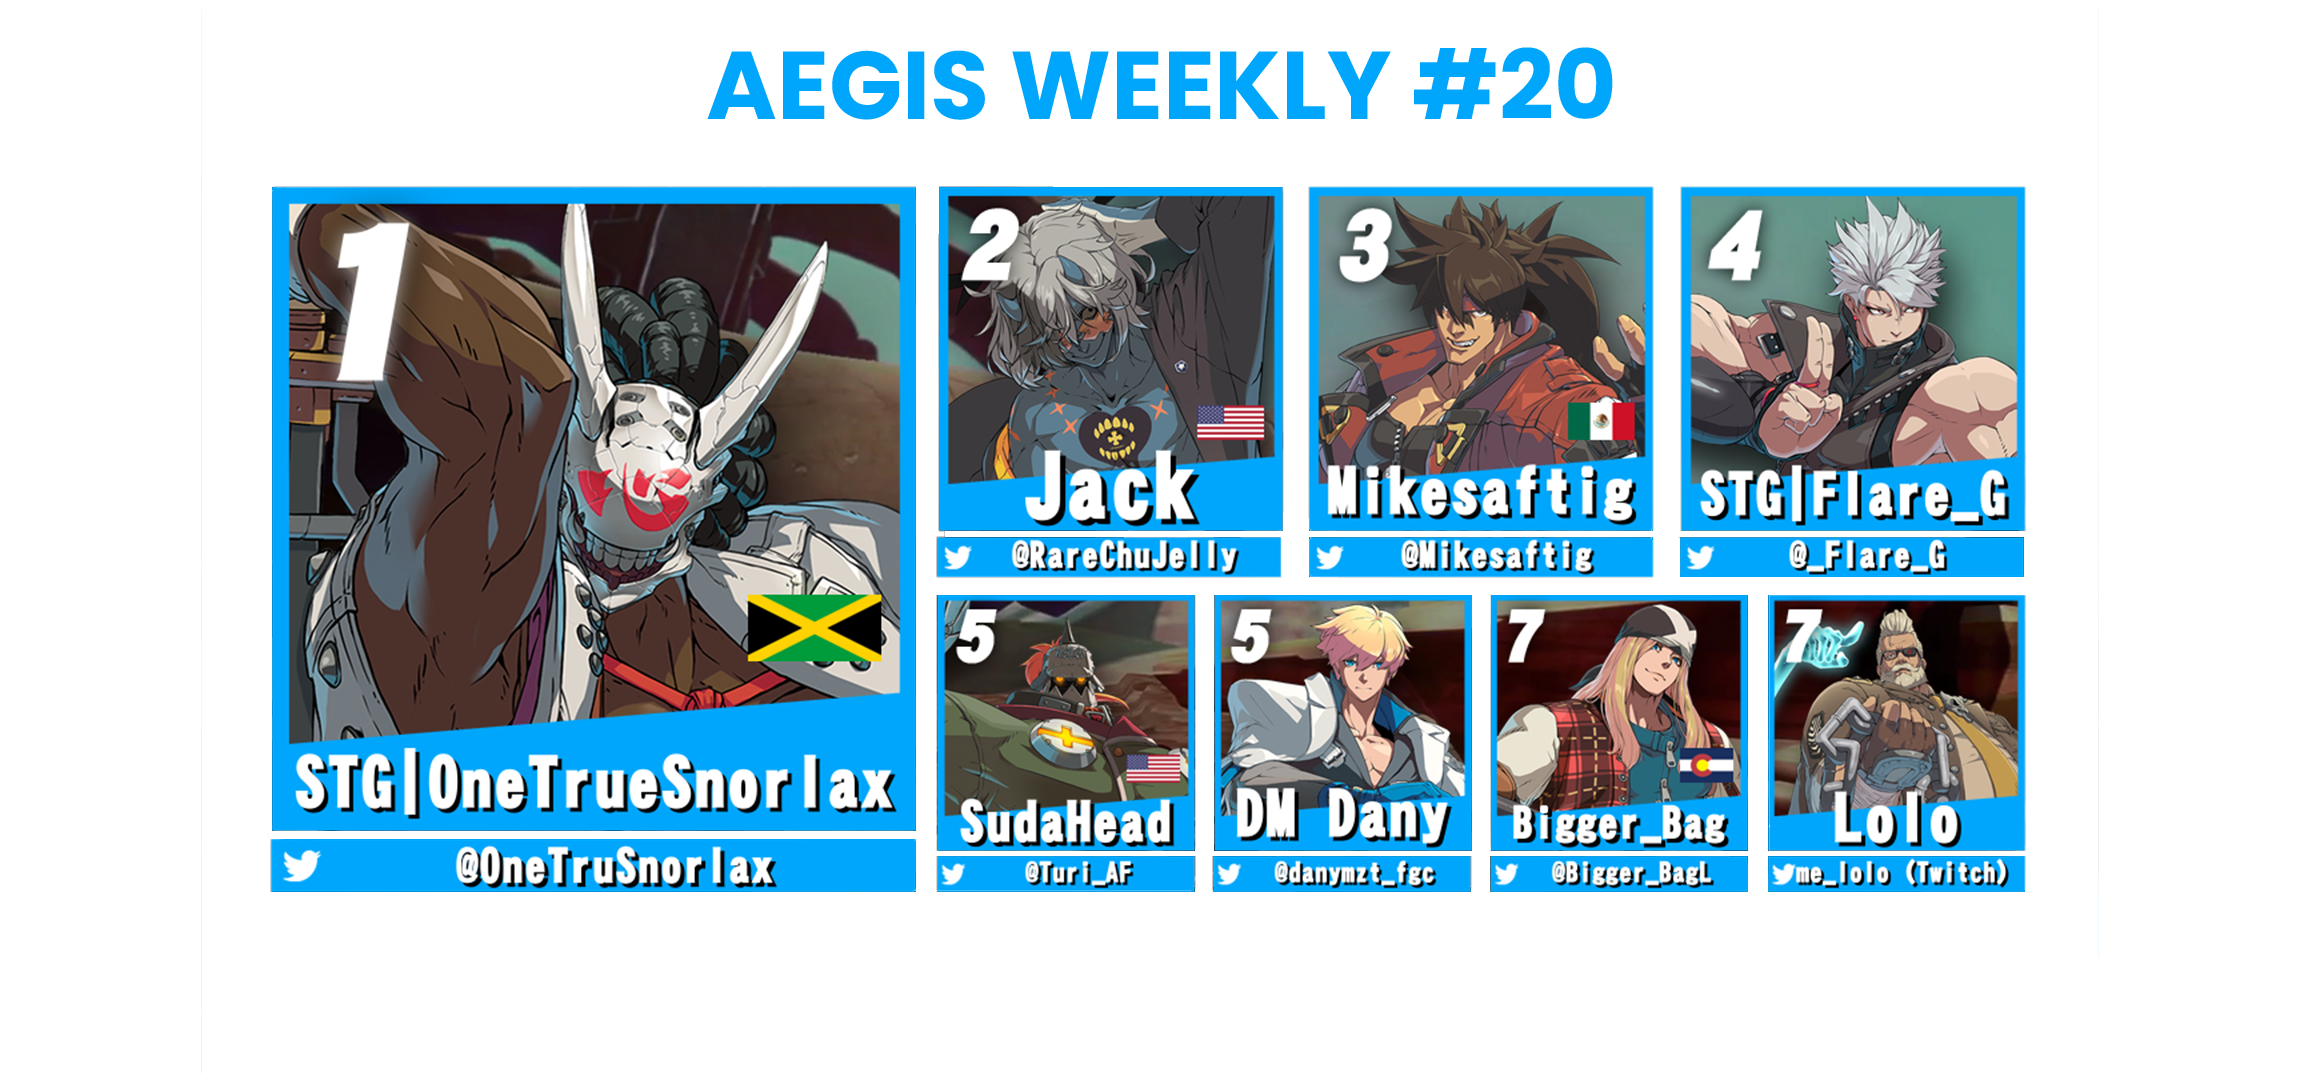 AEGIS WEEKLY #20
1
STG|OneTrueSnorlax
@OneTruSnorlax
2
Jack
@RareChuJelly
3
Mikesaftig
@Mikesaftig
4
STG|Flare_G
@_Flare_G
5
SudaHead
@Turi_AF
5
DM Dany
@danymzt_fgc
7
Bigger_Bag
@Bigger_BagL
7
Lolo
me_lolo (Twitch)